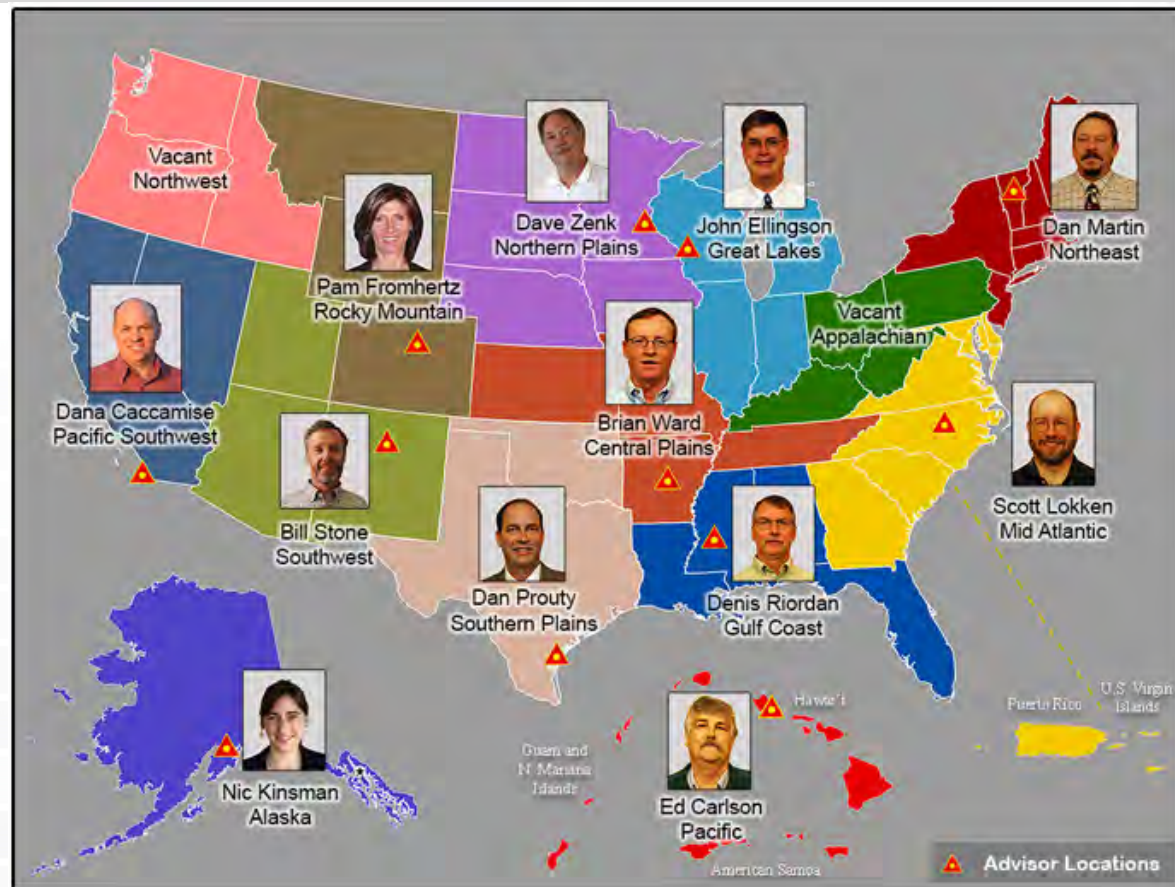 Vacant
Northwest
Dave Zenk
Northern Plains
John Ellingson
Great Lakes
Dan Martin
Northeast
Pam Fromhertz
Rocky Mountain
Vacant
Appalachian
Dana Caccamise
Pacific Southwest
Brian Ward
Central Plains
Bill Stone
Southwest
Scott Lokken
Mid Atlantic
Dan Prouty
Southern Plains
Denis Riordan
Gulf Coast
Nic Kinsman
Alaska
Guam and
N. Mariana
Islands
Hawai'i
Ed Carlson
Pacific
American Samoa
Puerto Rico
U.S. Virgin
Islands
Advisor Locations